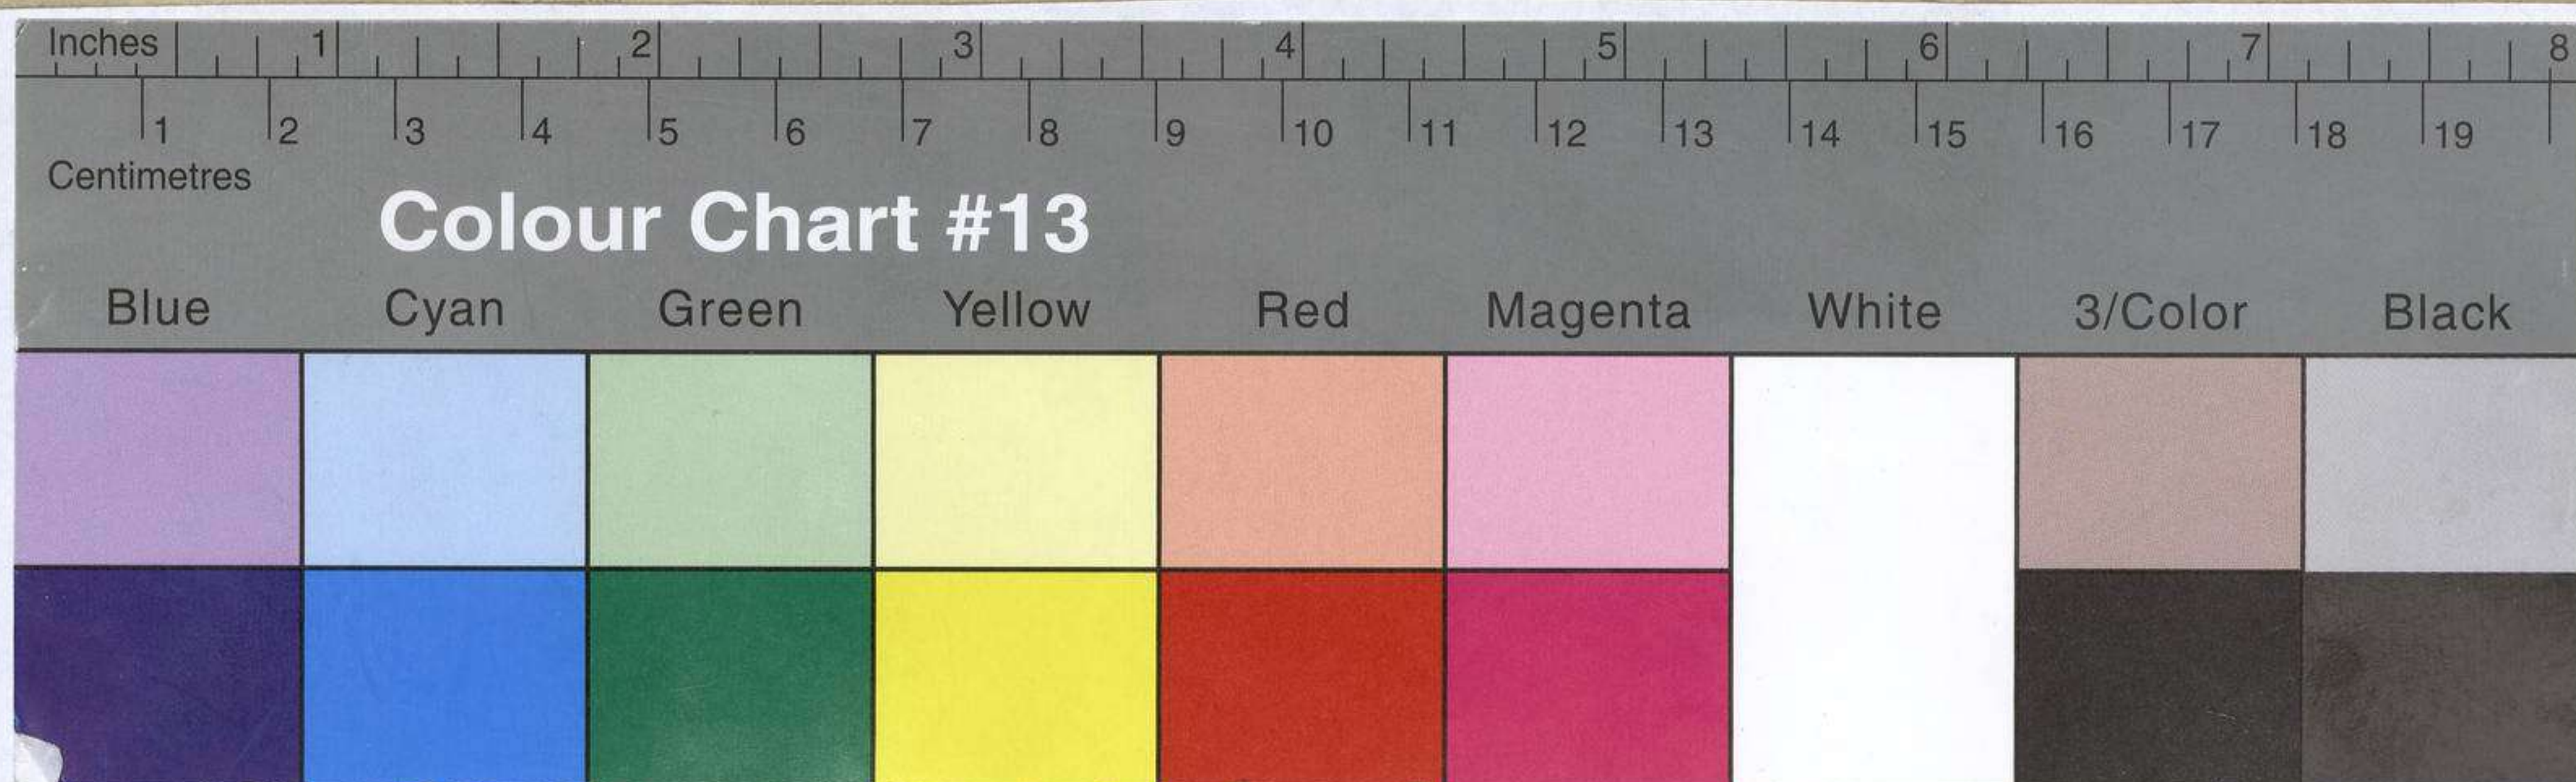 Inches 1 2 3 4 5 6 7 8
1 2 3 4 5 6 7 8 9 10 11 12 13 14 15 16 17 18 19
Centimetres
Colour Chart #13
Blue Cyan Green Yellow Red Magenta White 3/Color Black